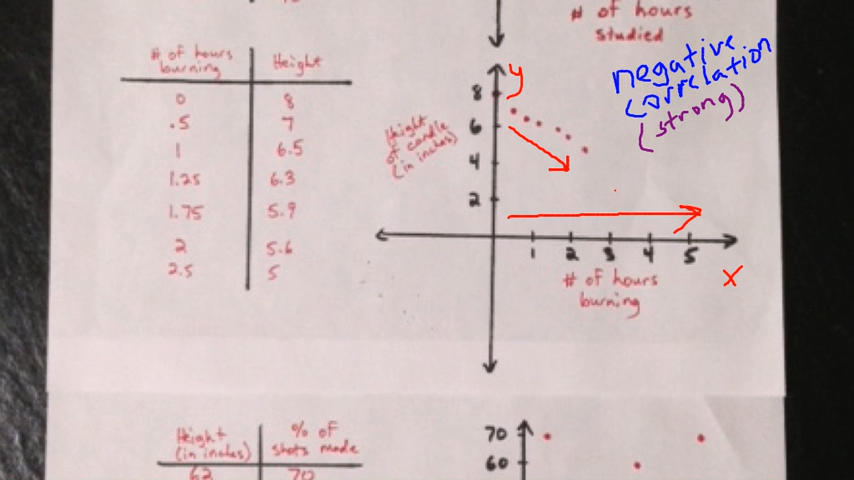 # of hours
studied
# of hours
burning
Height
0 8
.5 7
1 6.5
1.25 6.3
1.75 5.9
2 5.6
2.5 5
y
8
6
4
2
Height
of candle
(in inches)
negative
correlation
(strong)
1 2 3 4 5
x
# of hours
burning
Height
(in inches)
% of
shots made
62 70
70
60